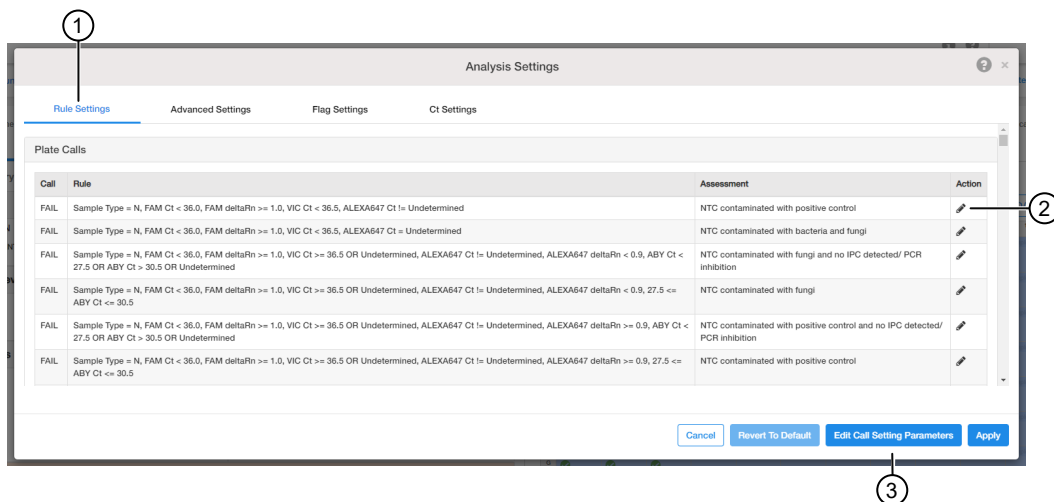 1
Analysis Settings
Rule Settings Advanced Settings Flag Settings Ct Settings
Plate Calls
Call Rule Assessment Action
FAIL Sample Type = N, FAM Ct < 36.0, FAM deltaRn >= 1.0, VIC Ct < 36.5, ALEXA647 Ct != Undetermined NTC contaminated with positive control
2
FAIL Sample Type = N, FAM Ct < 36.0, FAM deltaRn >= 1.0, VIC Ct < 36.5, ALEXA647 Ct = Undetermined NTC contaminated with bacteria and fungi
FAIL Sample Type = N, FAM Ct < 36.0, FAM deltaRn >= 1.0, VIC Ct >= 36.5 OR Undetermined, ALEXA647 Ct != Undetermined, ALEXA647 deltaRn < 0.9, ABY Ct < NTC contaminated with fungi and no IPC detected/ PCR
27.5 OR ABY Ct > 30.5 OR Undetermined inhibition
FAIL Sample Type = N, FAM Ct < 36.0, FAM deltaRn >= 1.0, VIC Ct >= 36.5 OR Undetermined, ALEXA647 Ct != Undetermined, ALEXA647 deltaRn < 0.9, 27.5 <= NTC contaminated with fungi
ABY Ct <= 30.5
FAIL Sample Type = N, FAM Ct < 36.0, FAM deltaRn >= 1.0, VIC Ct >= 36.5 OR Undetermined, ALEXA647 Ct != Undetermined, ALEXA647 deltaRn >= 0.9, ABY Ct < NTC contaminated with positive control and no IPC detected/
27.5 OR ABY Ct > 30.5 OR Undetermined PCR inhibition
FAIL Sample Type = N, FAM Ct < 36.0, FAM deltaRn >= 1.0, VIC Ct >= 36.5 OR Undetermined, ALEXA647 Ct != Undetermined, ALEXA647 deltaRn >= 0.9, 27.5 <= NTC contaminated with positive control
ABY Ct <= 30.5
Cancel Revert To Default Edit Call Setting Parameters Apply
3